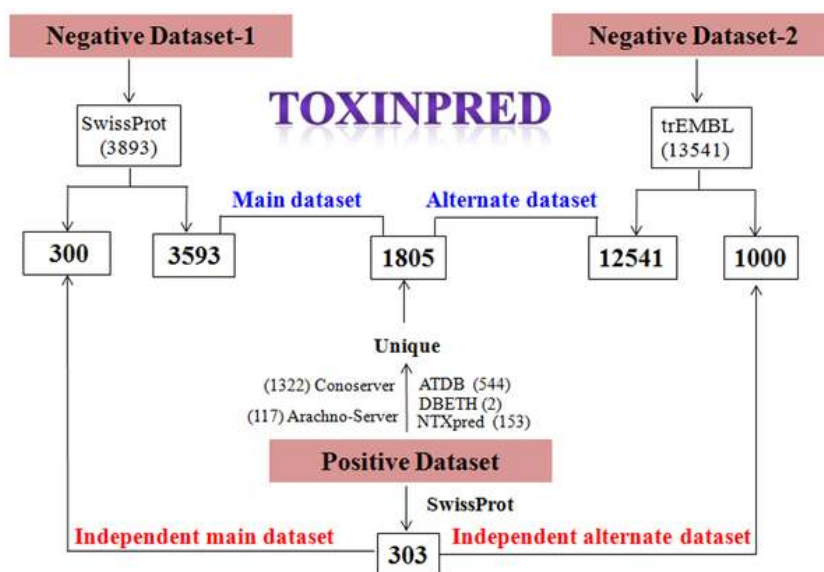 Negative Dataset-1
Negative Dataset-2
TOXINPRED
SwissProt
(3893)
trEMBL
(13541)
Main dataset
Alternate dataset
300
3593
1805
12541
1000
Unique
(1322) Conoserver
ATDB (544)
DBETH (2)
(117) Arachno-Server
NTXpred (153)
Positive Dataset
SwissProt
Independent main dataset
303
Independent alternate dataset